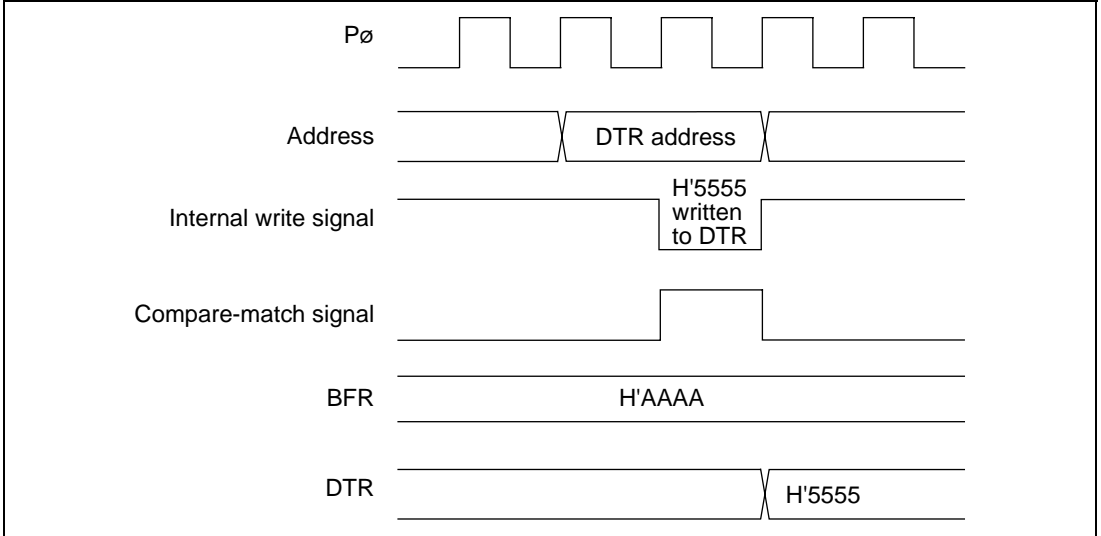 Pø
Address
DTR address
H'5555
written
to DTR
Internal write signal
Compare-match signal
BFR
H'AAAA
DTR
H'5555